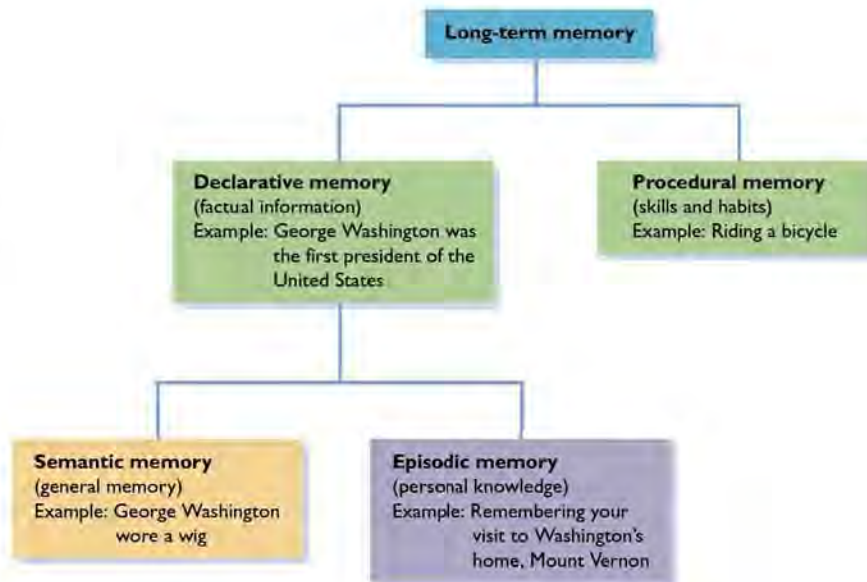 Long-term memory
Declarative memory
(factual information)
Example: George Washington was
the first president of the
United States
Procedural memory
(skills and habits)
Example: Riding a bicycle
Semantic memory
(general memory)
Example: George Washington
wore a wig
Episodic memory
(personal knowledge)
Example: Remembering your
visit to Washington's
home, Mount Vernon